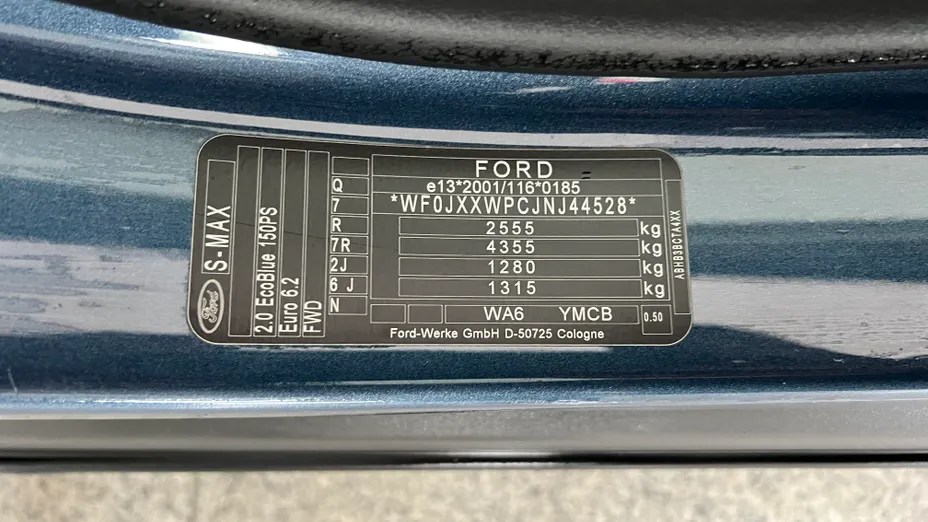 FORD
e13*2001/116*0185
*WF0JXXWPCJNJ44528*
2555 kg
4355 kg
1280 kg
1315 kg
WA6 YMCB 0.50
Ford-Werke GmbH D-50725 Cologne
Q
7
R
7R
2J
6 J
N
Ford
S-MAX
2.0 EcoBlue 150PS
Euro 6.2
FWD
ABHB3BCTA4XX